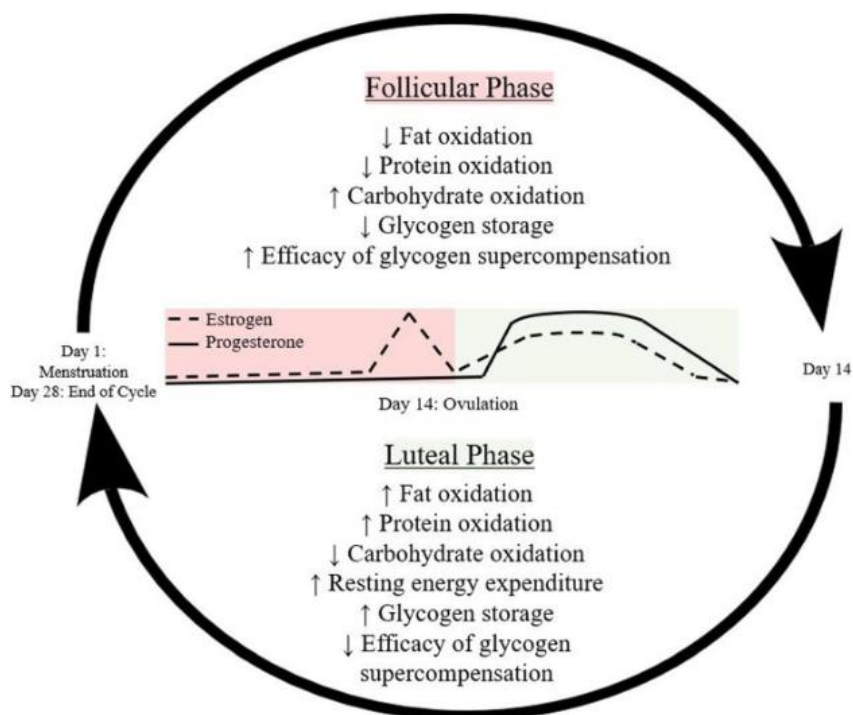 Follicular Phase
↓ Fat oxidation
↓ Protein oxidation
↑ Carbohydrate oxidation
↓ Glycogen storage
↑ Efficacy of glycogen supercompensation
Estrogen
Progesterone
Day 1:
Menstruation
Day 28: End of Cycle
Day 14
Day 14: Ovulation
Luteal Phase
↑ Fat oxidation
↑ Protein oxidation
↓ Carbohydrate oxidation
↑ Resting energy expenditure
↑ Glycogen storage
↓ Efficacy of glycogen
supercompensation